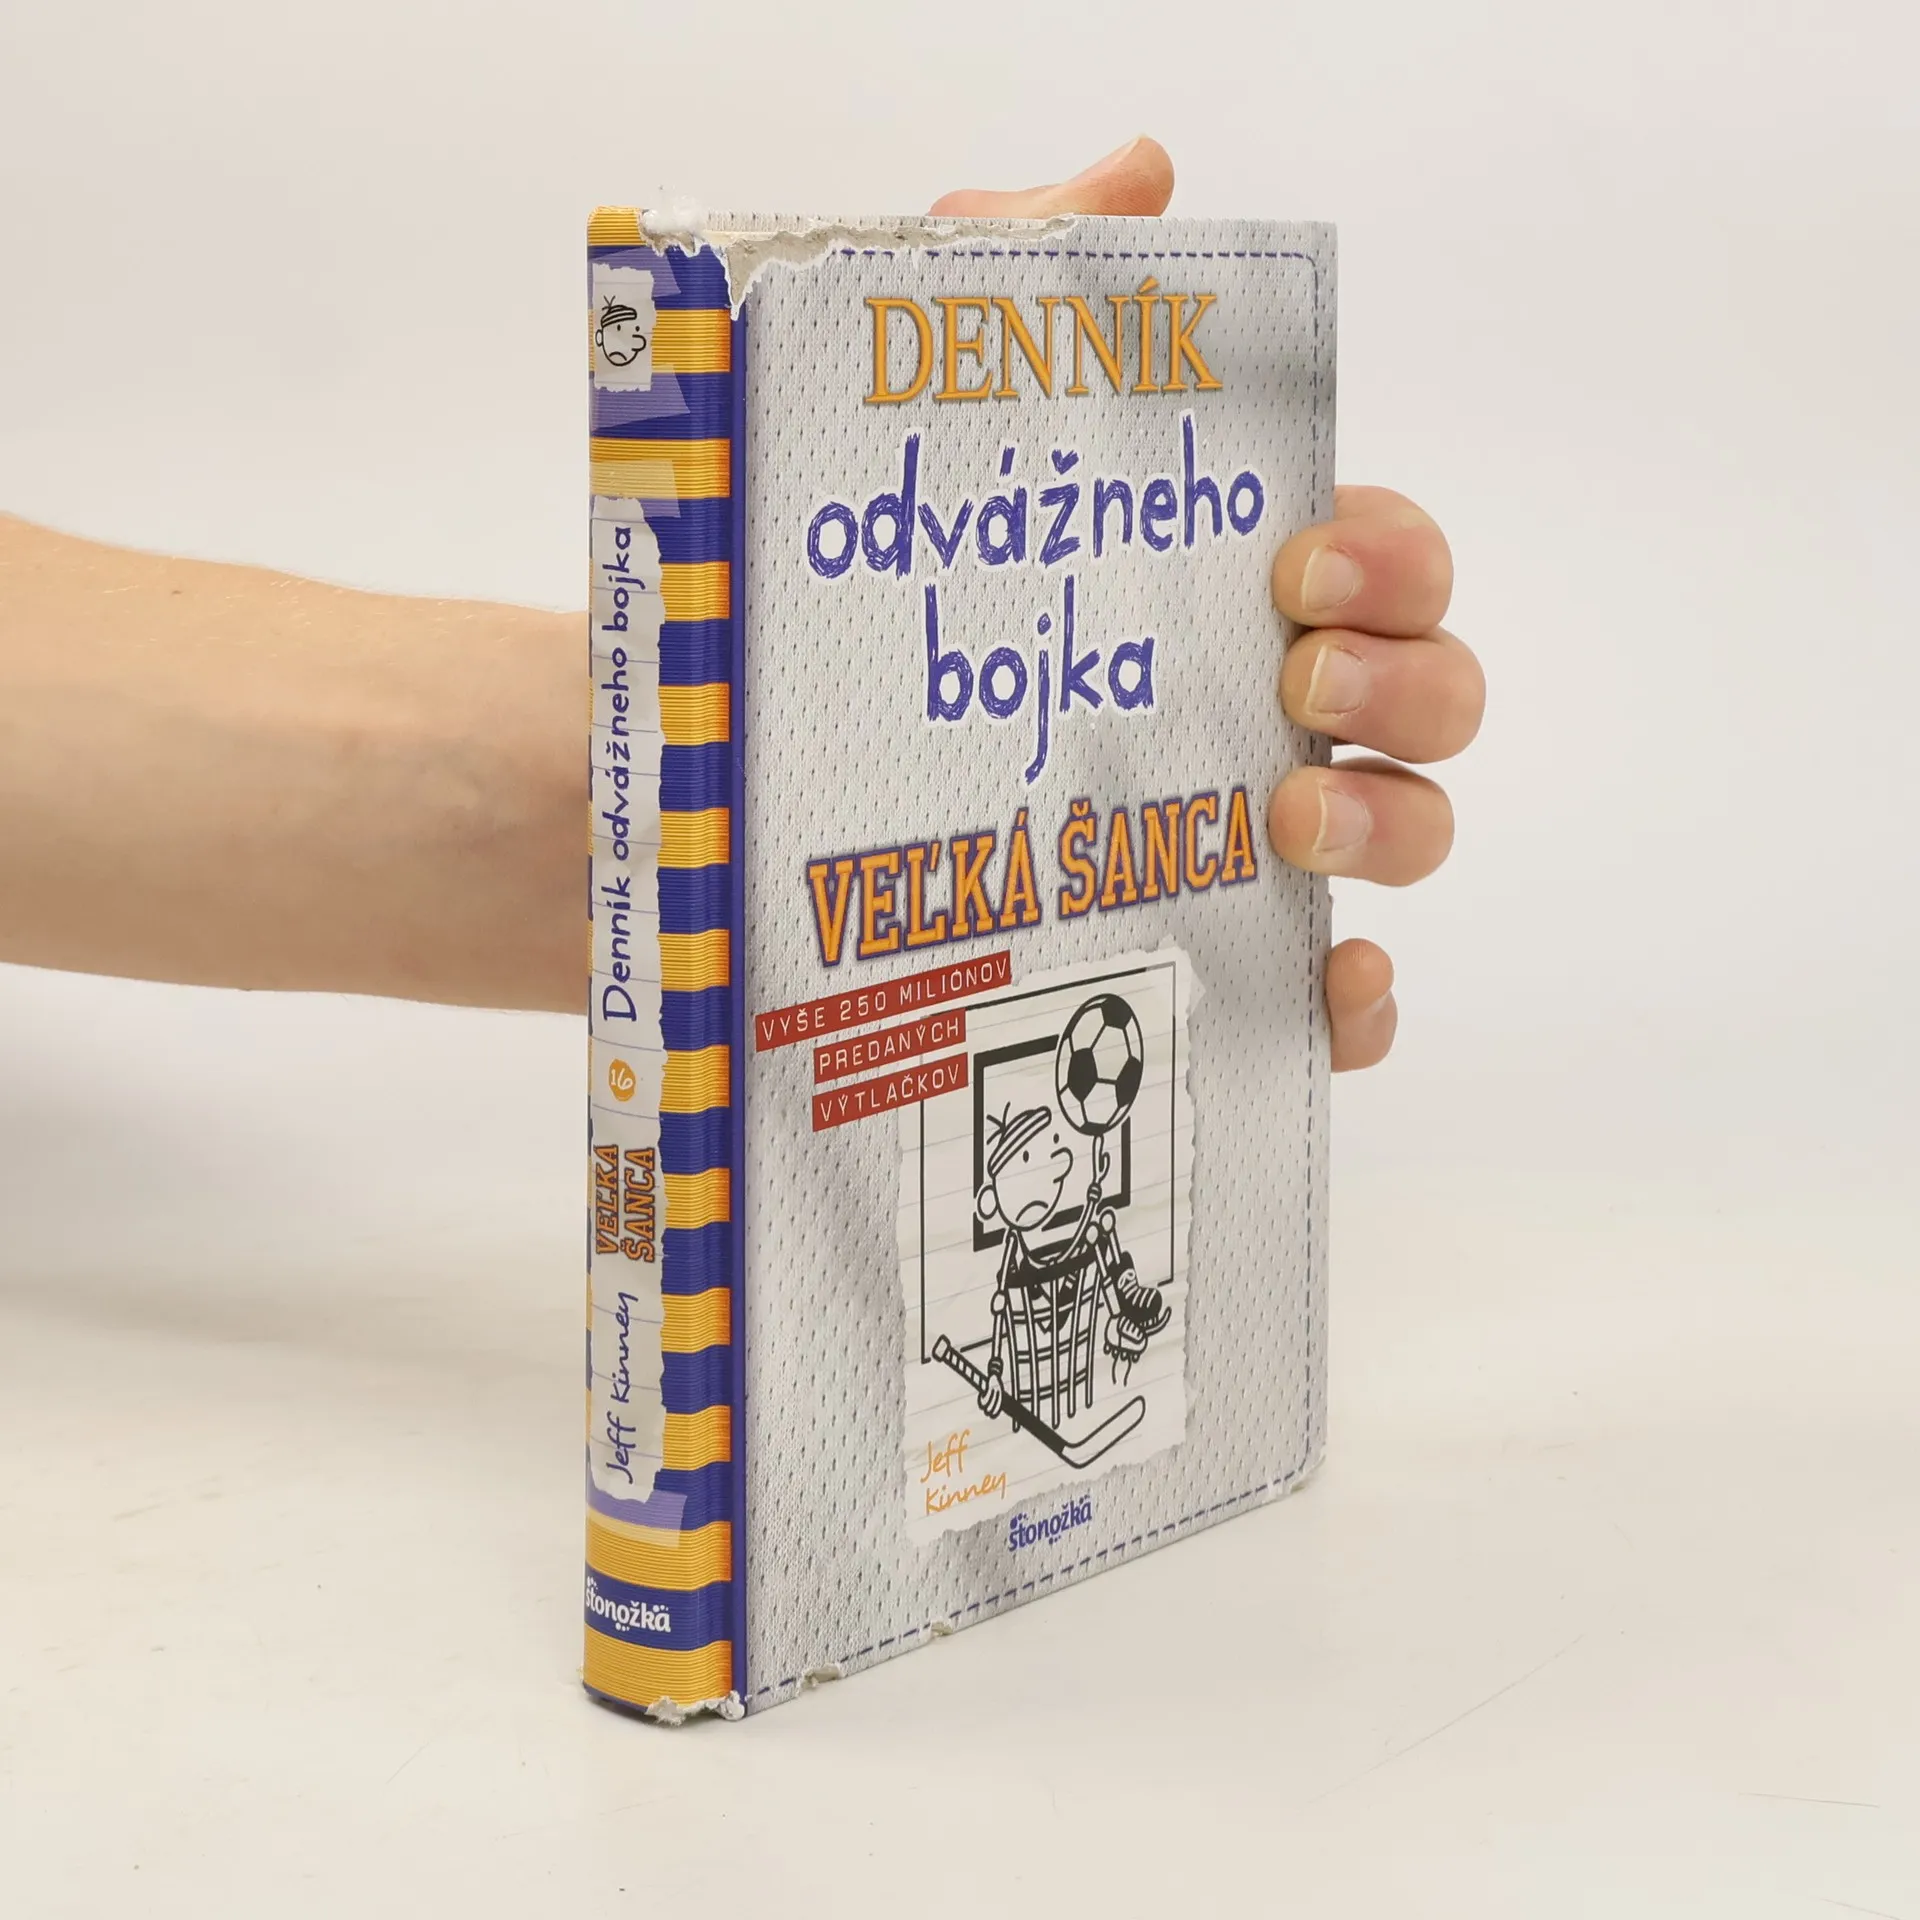 DENNÍK
odvážneho
bojka
VEĽKÁ ŠANCA
VYŠE 250 MILIÓNOV
PREDANÝCH
VÝTLAČKOV
Jeff
Kinney
stonožka
Denník odvážneho bojka
16
VEĽKÁ
ŠANCA
Jeff Kinney
stonožka